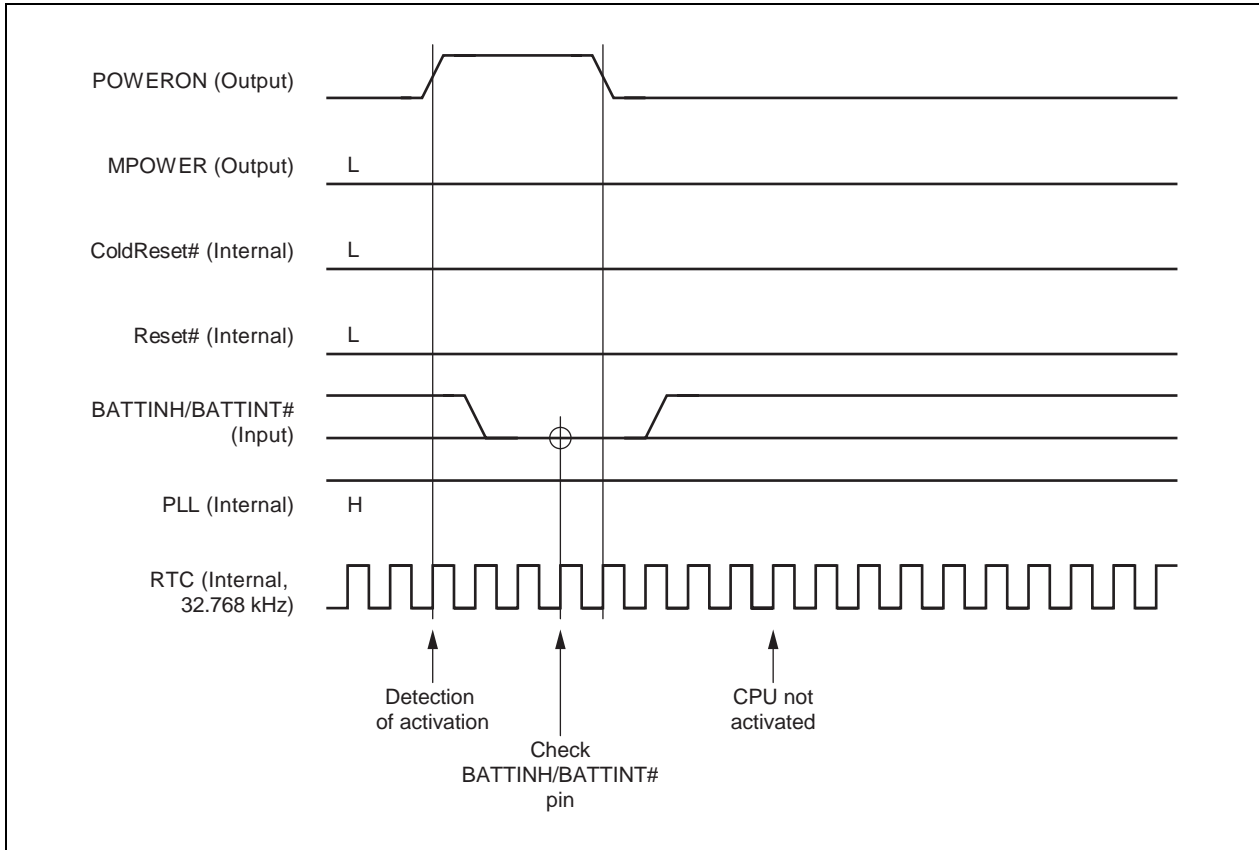 POWERON (Output)
MPOWER (Output)
L
ColdReset# (Internal)
L
Reset# (Internal)
L
BATTINH/BATTINT#
(Input)
PLL (Internal)
H
RTC (Internal,
32.768 kHz)
Detection
of activation
CPU not
activated
Check
BATTINH/BATTINT#
pin